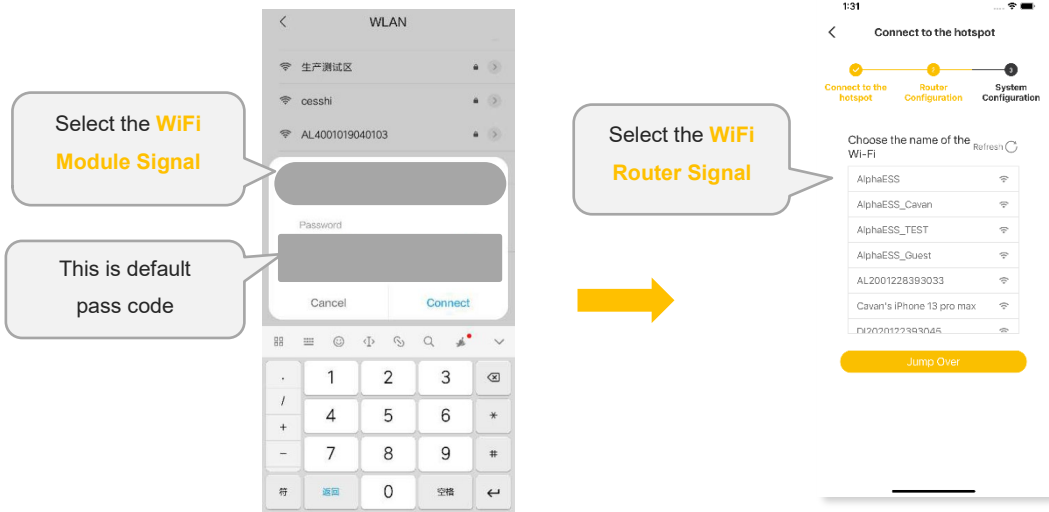 WLAN
生产测试区
cesshi
AL4001019040103
Select the WiFi
Module Signal
Password
This is default
pass code
Cancel
Connect
.
/
+
−
1
2
3
4
5
6
*
7
8
9
#
符
返回
0
空格
1:31
Connect to the hotspot
Connect to the
hotspot
Router
Configuration
3
System
Configuration
Select the WiFi
Router Signal
Choose the name of the
Wi-Fi
Refresh
AlphaESS
AlphaESS_Cavan
AlphaESS_TEST
AlphaESS_Guest
AL2001228393033
Cavan's iPhone 13 pro max
DI2020122393045
Jump Over